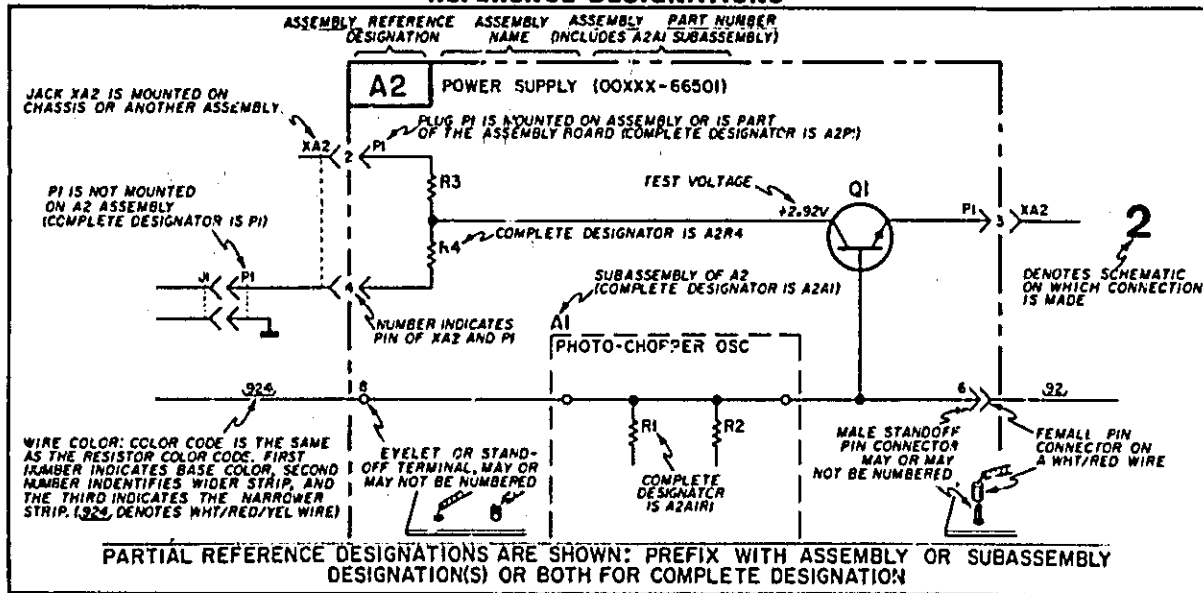 REFERENCE DESIGNATIONS
ASSEMBLY REFERENCE
DESIGNATION
ASSEMBLY
NAME
ASSEMBLY PART NUMBER
(INCLUDES A2A1 SUBASSEMBLY)
A2
POWER SUPPLY (00XXX-66501)
JACK XA2 IS MOUNTED ON
CHASSIS OR ANOTHER ASSEMBLY
PLUG P1 IS MOUNTED ON ASSEMBLY OR IS PART
OF THE ASSEMBLY BOARD (COMPLETE DESIGNATOR IS A2P1)
XA2
2
P1
R3
P1 IS NOT MOUNTED
ON A2 ASSEMBLY
(COMPLETE DESIGNATOR IS P1)
TEST VOLTAGE
+2.92V
Q1
P1
3
XA2
2
R4
COMPLETE DESIGNATOR IS A2R4
DENOTES SCHEMATIC
ON WHICH CONNECTION
IS MADE
SUBASSEMBLY OF A2
(COMPLETE DESIGNATOR IS A2A1)
J1
P1
4
NUMBER INDICATES
PIN OF XA2 AND P1
A1
PHOTO-CHOPPER OSC
924
8
6
92
R1
R2
WIRE COLOR: COLOR CODE IS THE SAME
AS THE RESISTOR COLOR CODE. FIRST
NUMBER INDICATES BASE COLOR, SECOND
NUMBER INDENTIFIES WIDER STRIP, AND
THE THIRD INDICATES THE NARROWER
STRIP. (924 DENOTES WHT/RED/YEL WIRE)
EYELET OR STAND-
OFF TERMINAL, MAY OR
MAY NOT BE NUMBERED
COMPLETE
DESIGNATOR
IS A2A1R1
MALE STANDOFF
PIN CONNECTOR
MAY OR MAY
NOT BE NUMBERED
FEMALL PIN
CONNECTOR ON
A WHT/RED WIRE
PARTIAL REFERENCE DESIGNATIONS ARE SHOWN: PREFIX WITH ASSEMBLY OR SUBASSEMBLY
DESIGNATION(S) OR BOTH FOR COMPLETE DESIGNATION